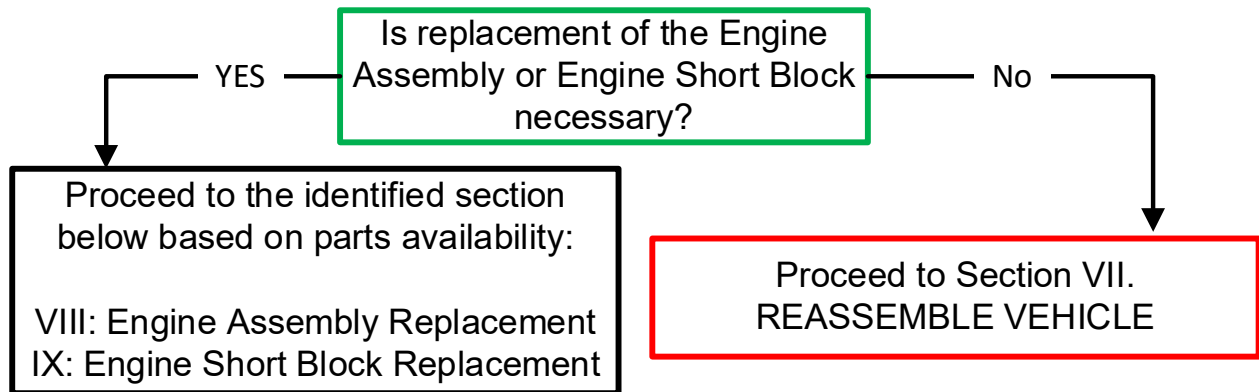 Is replacement of the Engine
Assembly or Engine Short Block
necessary?
YES
No
Proceed to the identified section
below based on parts availability:
VIII: Engine Assembly Replacement
IX: Engine Short Block Replacement
Proceed to Section VII.
REASSEMBLE VEHICLE